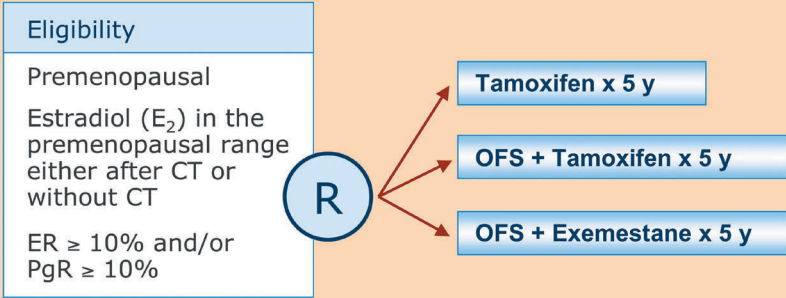 Eligibility
Premenopausal
Estradiol (E₂) in the
premenopausal range
either after CT or
without CT
ER ≥ 10% and/or
PgR ≥ 10%
R
Tamoxifen x 5 y
OFS + Tamoxifen x 5 y
OFS + Exemestane x 5 y